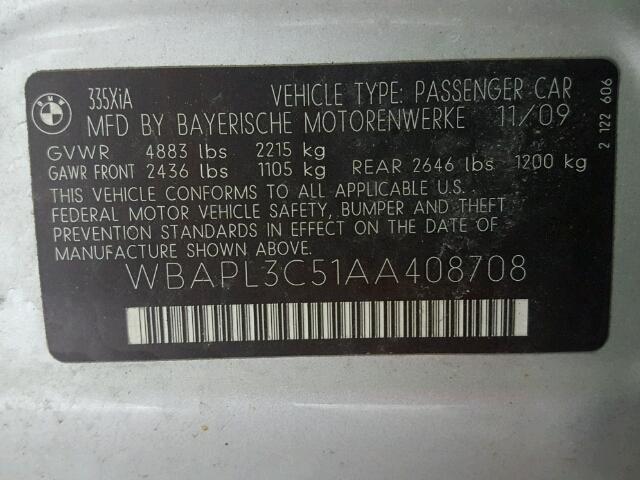 BMW 335XiA VEHICLE TYPE: PASSENGER CAR
MFD BY BAYERISCHE MOTORENWERKE 11/09
GVWR 4883 lbs 2215 kg
GAWR FRONT 2436 lbs 1105 kg REAR 2646 lbs 1200 kg
THIS VEHICLE CONFORMS TO ALL APPLICABLE U.S.
FEDERAL MOTOR VEHICLE SAFETY, BUMPER AND THEFT
PREVENTION STANDARDS IN EFFECT ON THE DATE OF
MANUFACTURE SHOWN ABOVE.
WBAPL3C51AA408708
2 122 606